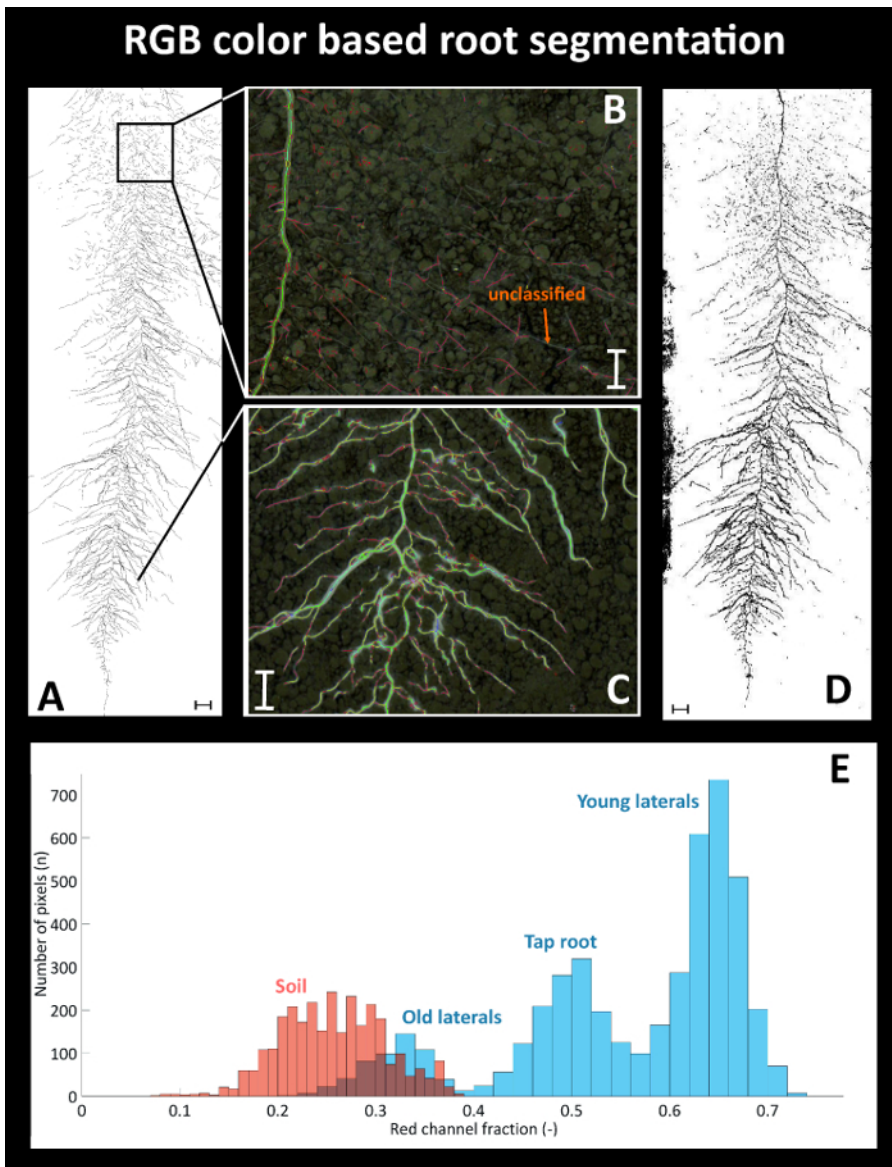 RGB color based root segmentation
A
B
unclassified
C
D
E
Number of pixels (n)
700
600
500
400
300
200
100
0
Young laterals
Tap root
Soil
Old laterals
0
0.1
0.2
0.3
0.4
0.5
0.6
0.7
Red channel fraction (-)